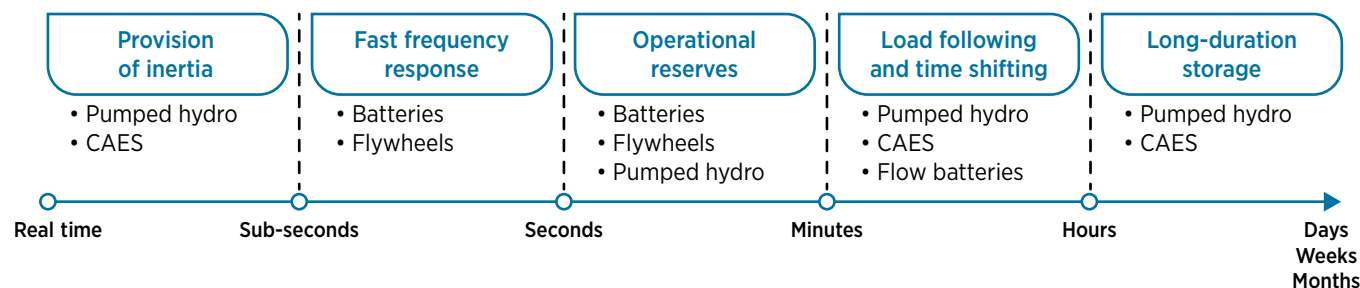 Provision
of inertia
• Pumped hydro
• CAES
Fast frequency
response
• Batteries
• Flywheels
Operational
reserves
• Batteries
• Flywheels
• Pumped hydro
Load following
and time shifting
• Pumped hydro
• CAES
• Flow batteries
Long-duration
storage
• Pumped hydro
• CAES
Real time
Sub-seconds
Seconds
Minutes
Hours
Days
Weeks
Months